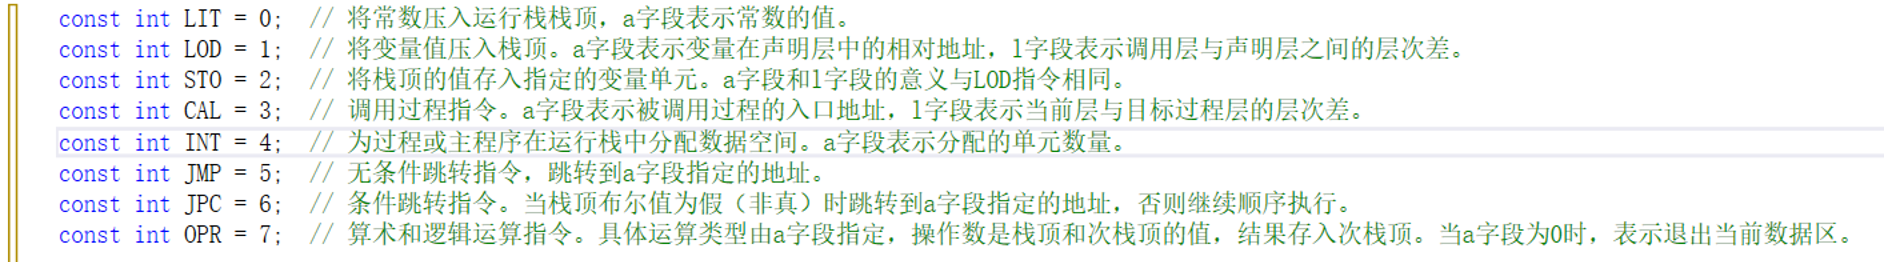 const int LIT = 0;  // 将常数压入运行栈栈顶，a字段表示常数的值。
const int LOD = 1;  // 将变量值压入栈顶。a字段表示变量在声明层中的相对地址，l字段表示调用层与声明层之间的层次差。
const int STO = 2;  // 将栈顶的值存入指定的变量单元。a字段和l字段的意义与LOD指令相同。
const int CAL = 3;  // 调用过程指令。a字段表示被调用过程的入口地址，l字段表示当前层与目标过程层的层次差。
const int INT = 4;  // 为过程或主程序在运行栈中分配数据空间。a字段表示分配的单元数量。
const int JMP = 5;  // 无条件跳转指令，跳转到a字段指定的地址。
const int JPC = 6;  // 条件跳转指令。当栈顶布尔值为假（非真）时跳转到a字段指定的地址，否则继续顺序执行。
const int OPR = 7;  // 算术和逻辑运算指令。具体运算类型由a字段指定，操作数是栈顶和次栈顶的值，结果存入次栈顶。当a字段为0时，表示退出当前数据区。